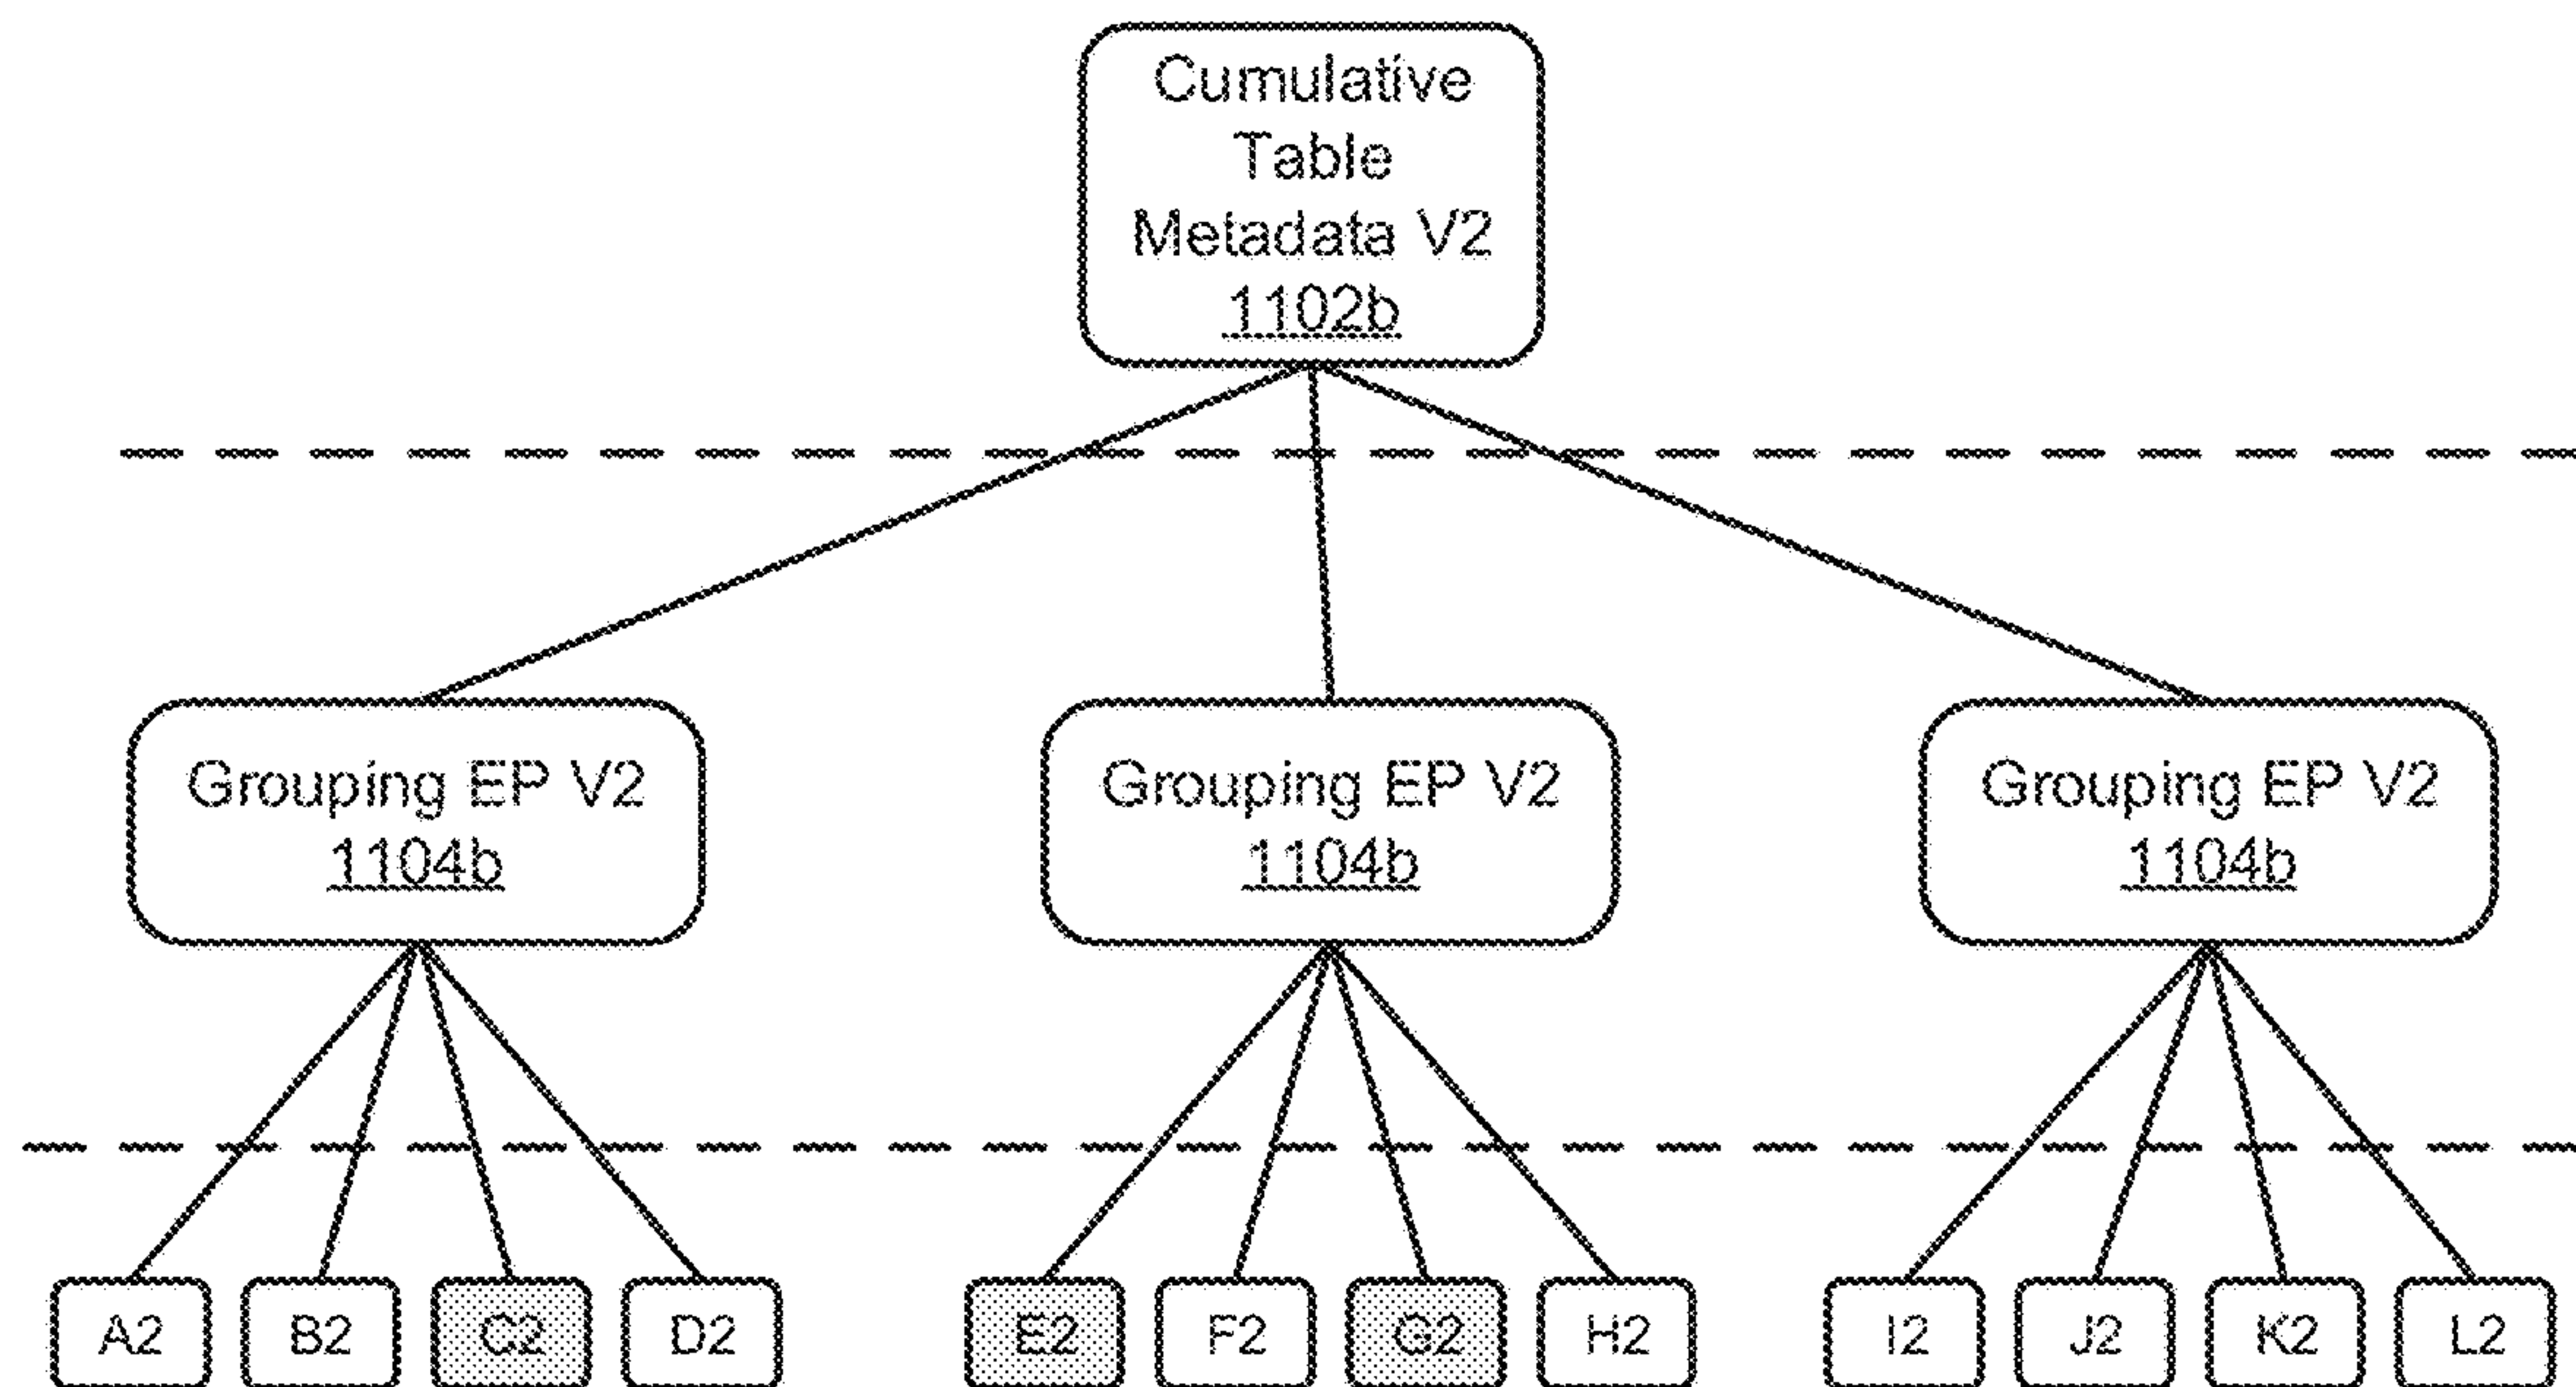 Cumulative
Table
Metadata V2
1102b
Grouping EP V2
1104b
Grouping EP V2
1104b
Grouping EP V2
1104b
A2
B2
C2
D2
E2
F2
G2
H2
I2
J2
K2
L2